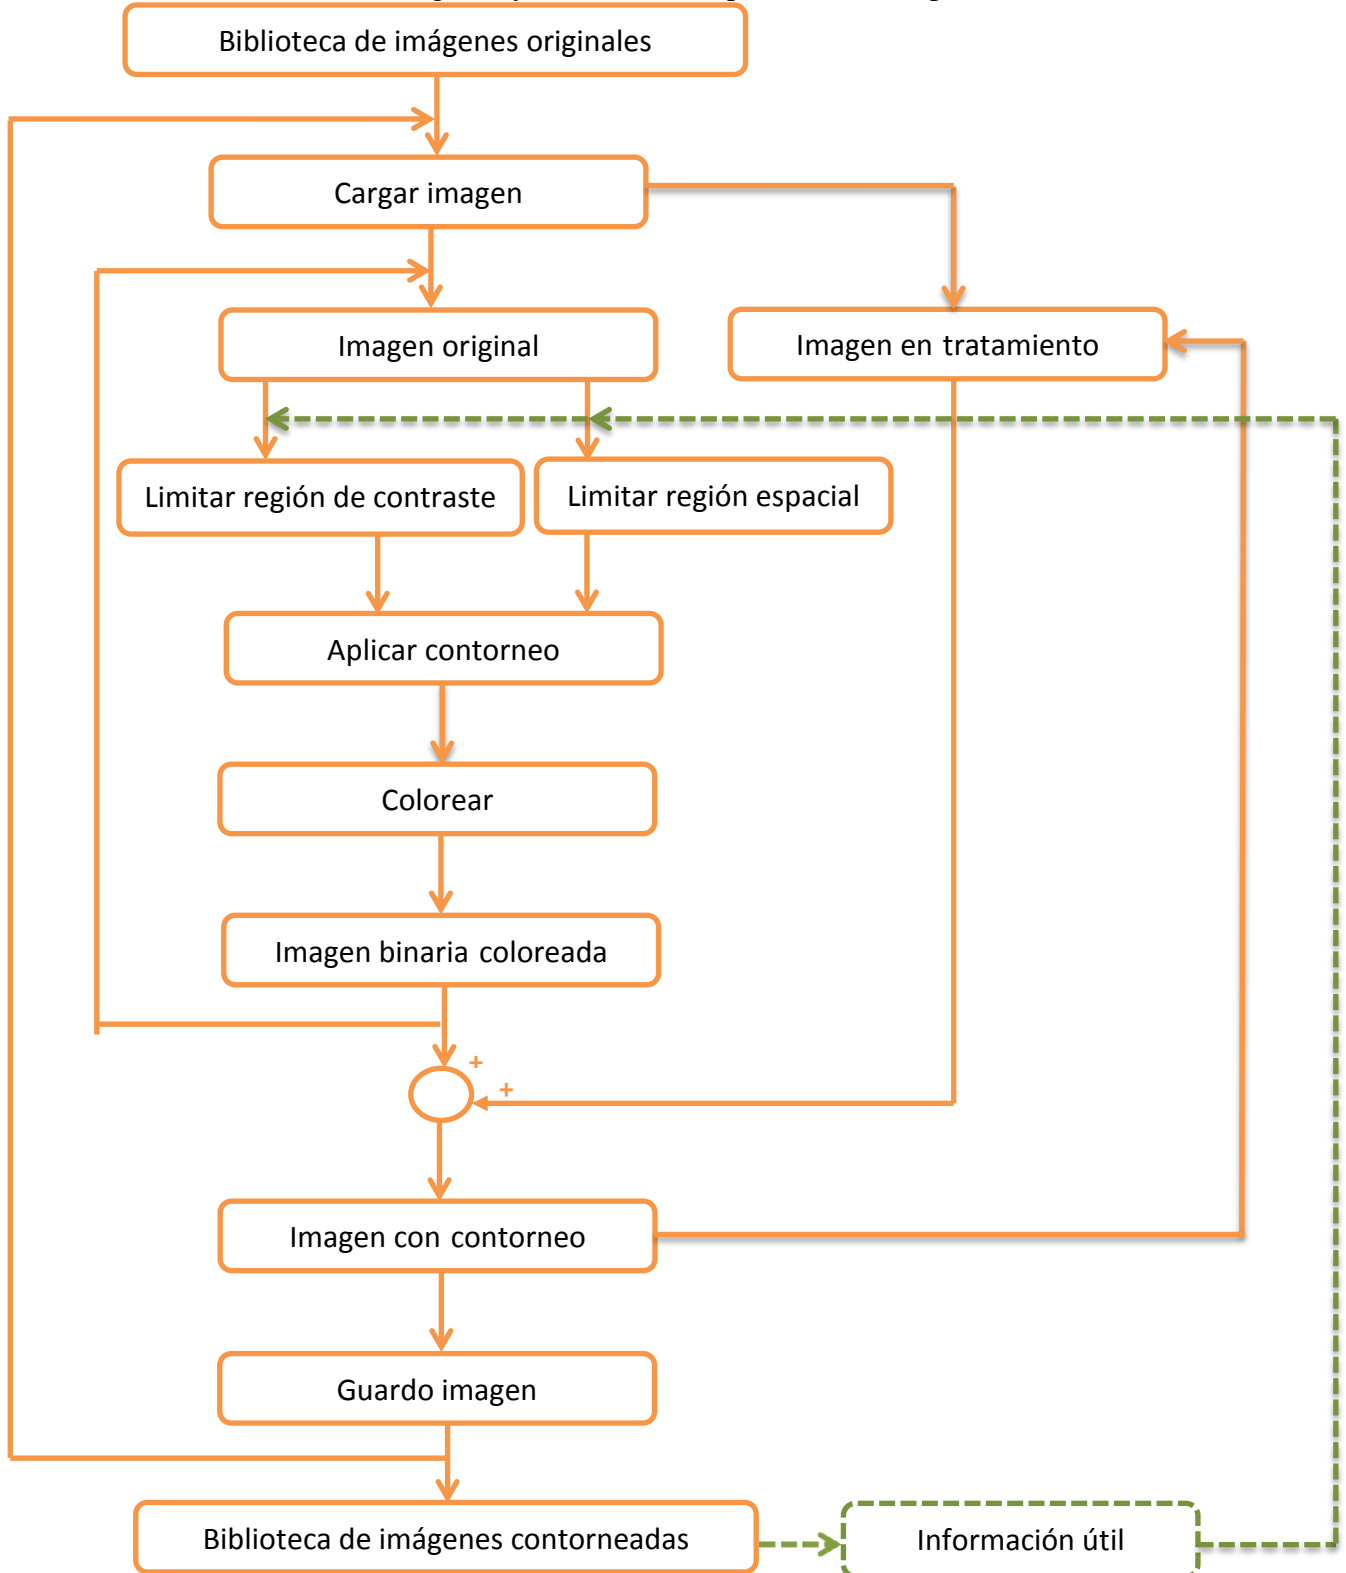 Biblioteca de imágenes originales
Cargar imagen
Imagen original
Imagen en tratamiento
Limitar región de contraste
Limitar región espacial
Aplicar contorneo
Colorear
Imagen binaria coloreada
+
+
Imagen con contorneo
Guardo imagen
Biblioteca de imágenes contorneadas
Información útil